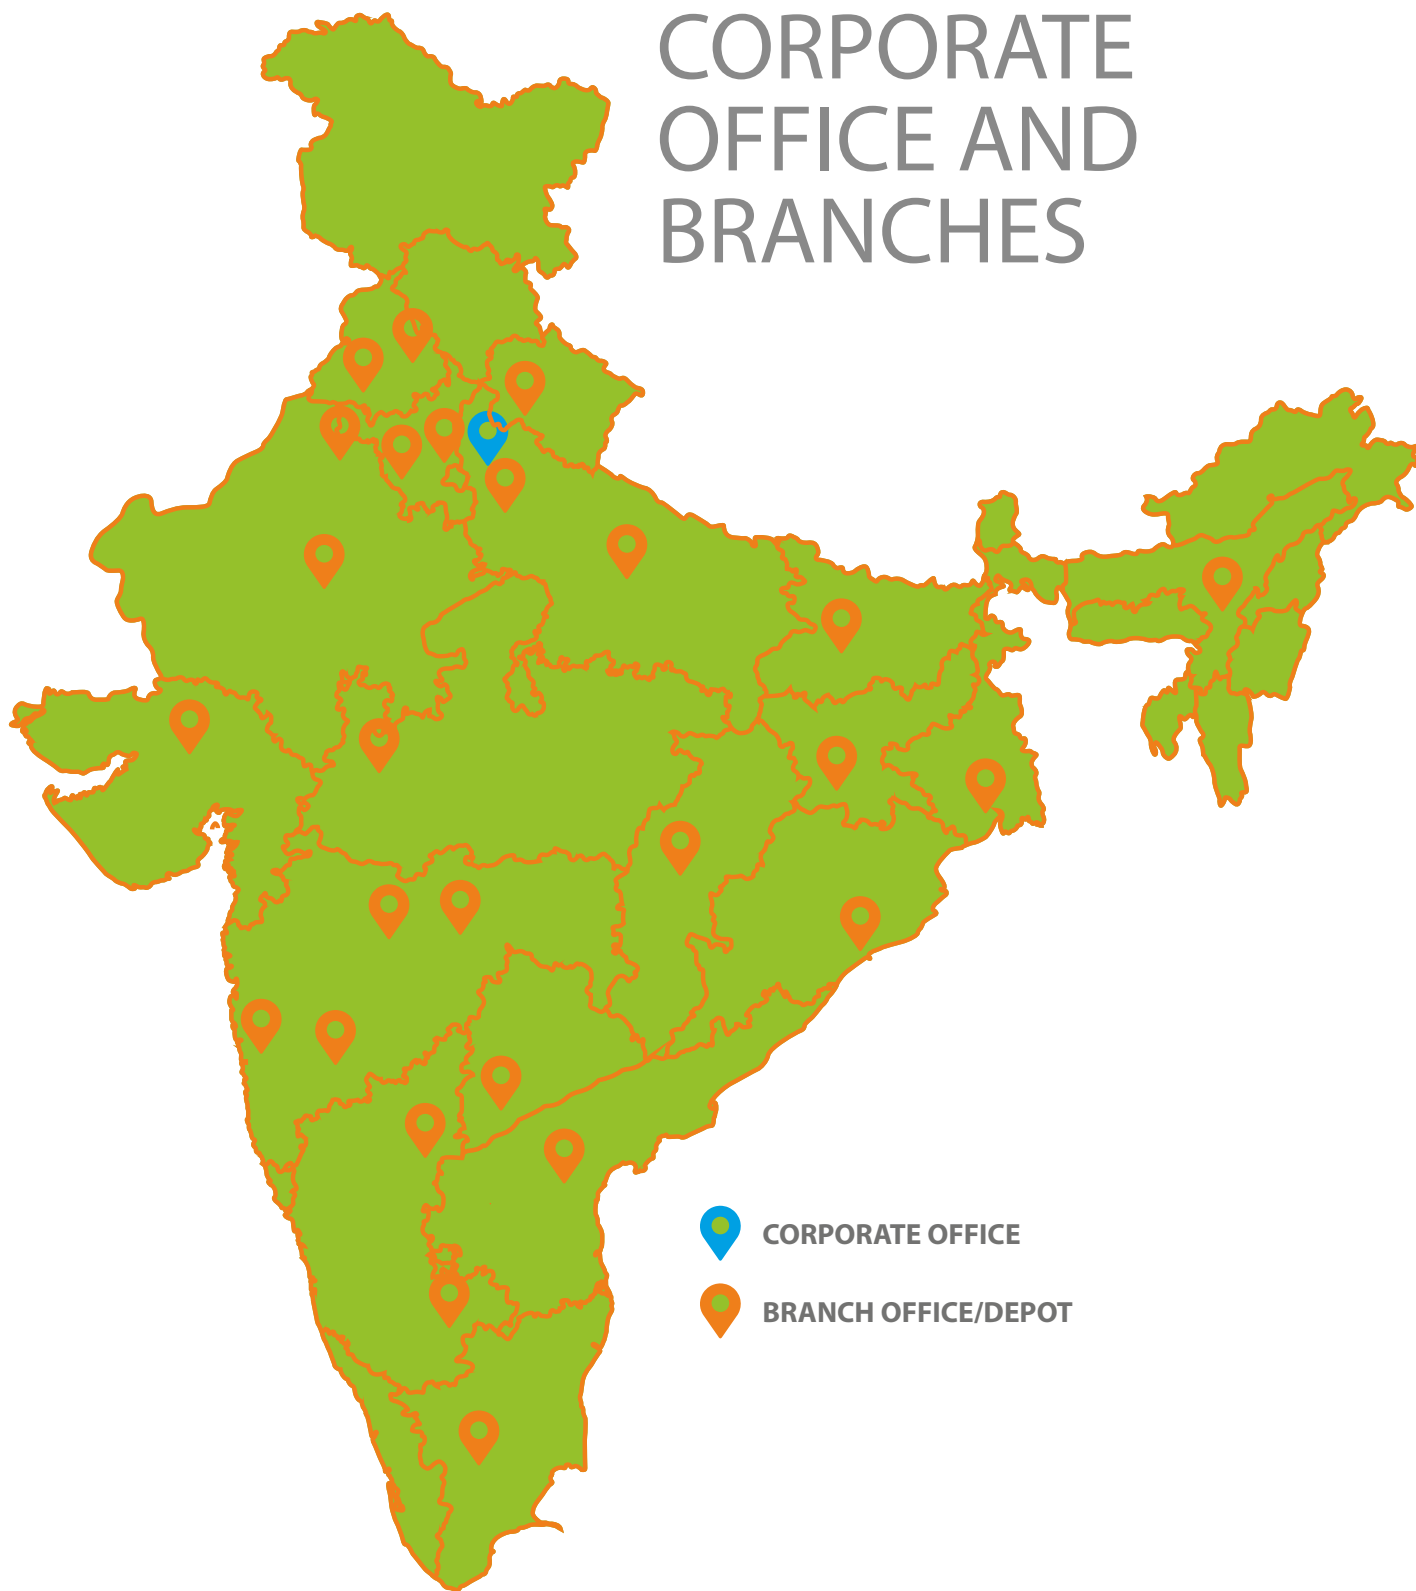 CORPORATE
OFFICE AND
BRANCHES
CORPORATE OFFICE
BRANCH OFFICE/DEPOT